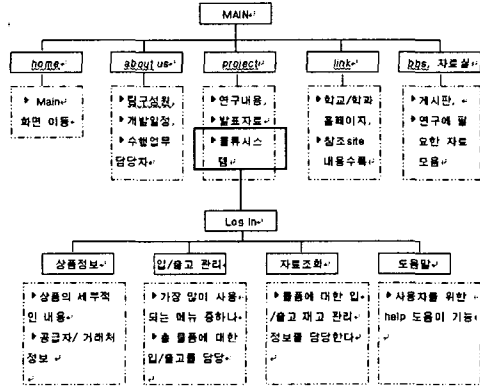 MAIN
home
about us
project
link
bbs, 자료실
▶ Main
화면 이동
▶ 팀구성원,
▶ 개발일정,
▶ 수행업무
담당자
▶ 연구내용,
▶ 발표자료
▶ 물류시스
템
▶ 학교/학과
홈페이지,
▶ 참조site
내용수록
▶ 게시판,
▶ 연구에 필
요한 자료
모음
Log in
상품정보
입/출고 관리
자료조회
도움말
▶ 상품의 세부적
인 내용
▶ 공급자/ 거래처
정보
▶ 가장 많이 사용
되는 메뉴 중하나
▶ 출 물품에 대한
입/출고를 담당
▶ 물품에 대한 입
/출고 재고 관리
정보를 담당한다
▶ 사용자를 위한
help 도움이 기능